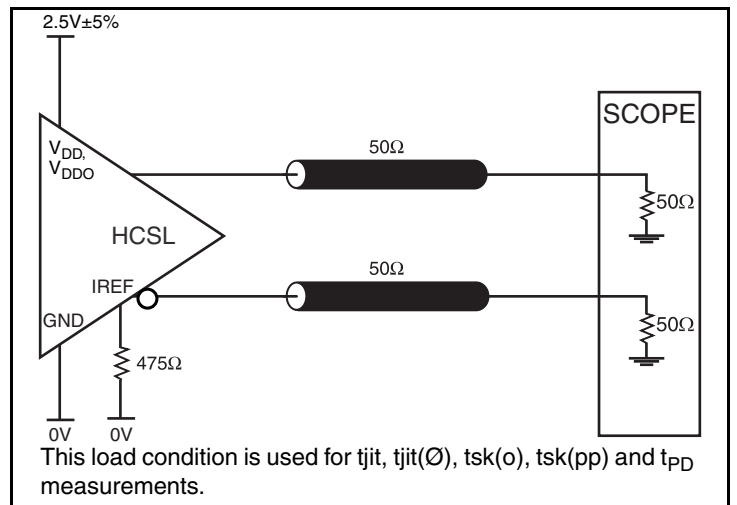 2.5V±5%
SCOPE
V_DD,
V_DDO
50Ω
50Ω
HCSL
IREF
50Ω
50Ω
GND
475Ω
0V
0V
This load condition is used for tjit, tjit(Ø), tsk(o), tsk(pp) and t_PD
measurements.